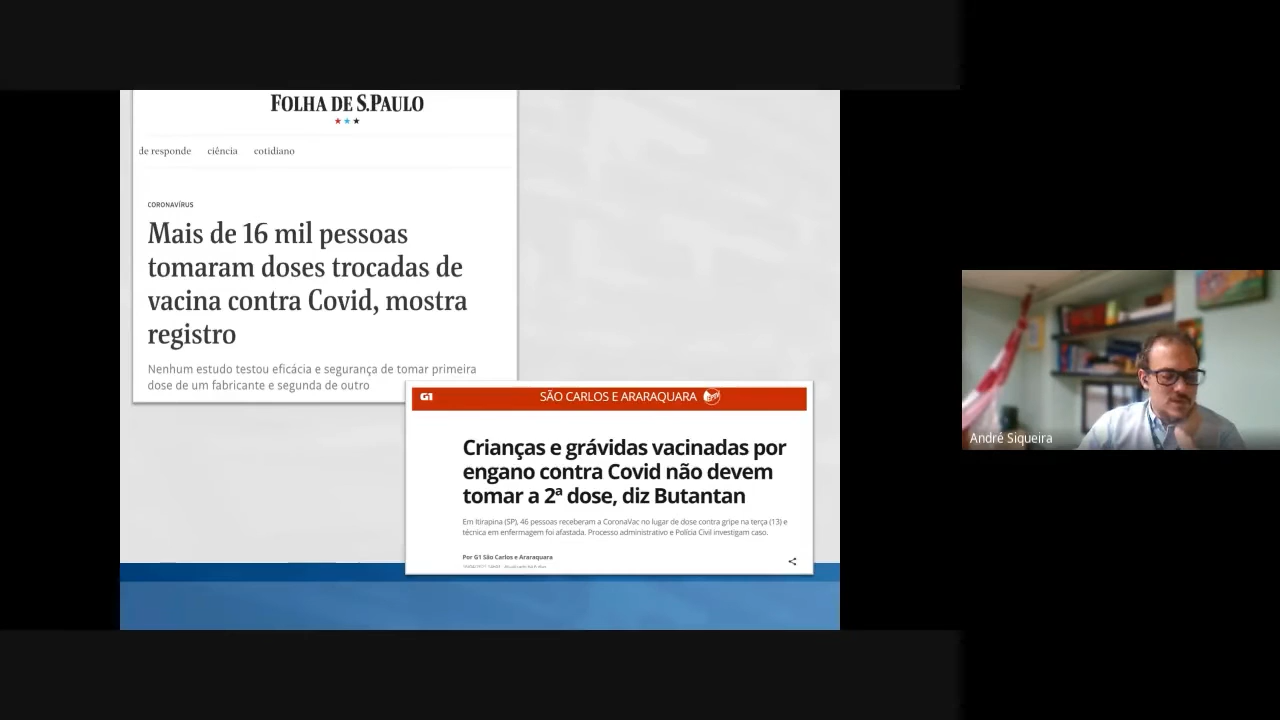 FOLHA DE S.PAULO
de responde ciência cotidiano
CORONAVÍRUS
Mais de 16 mil pessoas
tomaram doses trocadas de
vacina contra Covid, mostra
registro
Nenhum estudo testou eficácia e segurança de tomar primeira
dose de um fabricante e segunda de outro
G1 SÃO CARLOS E ARARAQUARA
Crianças e grávidas vacinadas por
engano contra Covid não devem
tomar a 2ª dose, diz Butantan
Em Itirapina (SP), 46 pessoas receberam a CoronaVac no lugar de dose contra gripe na terça (13) e
técnica em enfermagem foi afastada. Processo administrativo e Polícia Civil investigam caso.
Por G1 São Carlos e Araraquara
André Siqueira